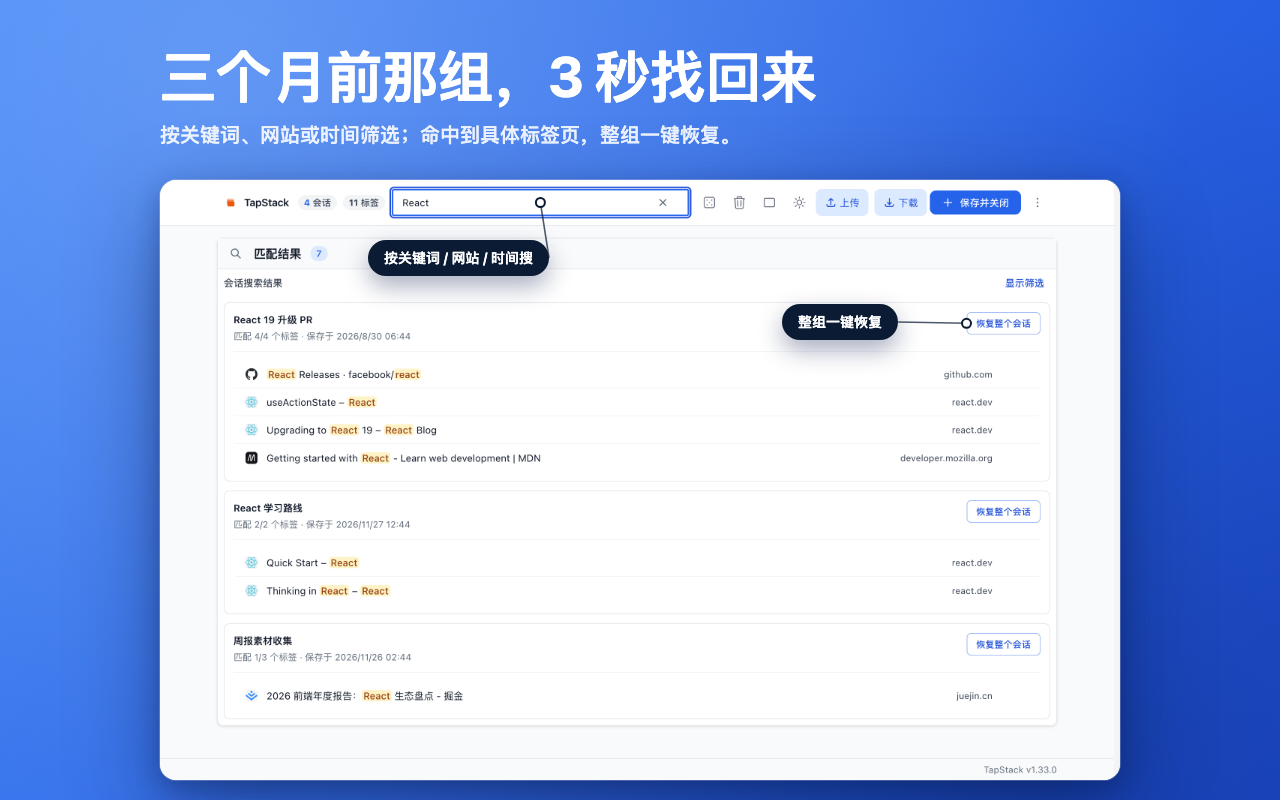 三个月前那组，3 秒找回来
按关键词、网站或时间筛选；命中到具体标签页，整组一键恢复。
TapStack 4 会话 11 标签 React 上传 下载 保存并关闭
匹配结果 7
按关键词 / 网站 / 时间搜
会话搜索结果 显示筛选
React 19 升级 PR 整组一键恢复 恢复整个会话
匹配 4/4 个标签 · 保存于 2026/8/30 06:44
React Releases · facebook/react github.com
useActionState – React react.dev
Upgrading to React 19 – React Blog react.dev
Getting started with React - Learn web development | MDN developer.mozilla.org
React 学习路线 恢复整个会话
匹配 2/2 个标签 · 保存于 2026/11/27 12:44
Quick Start – React react.dev
Thinking in React – React react.dev
周报素材收集 恢复整个会话
匹配 1/3 个标签 · 保存于 2026/11/26 02:44
2026 前端年度报告：React 生态盘点 - 掘金 juejin.cn
TapStack v1.33.0